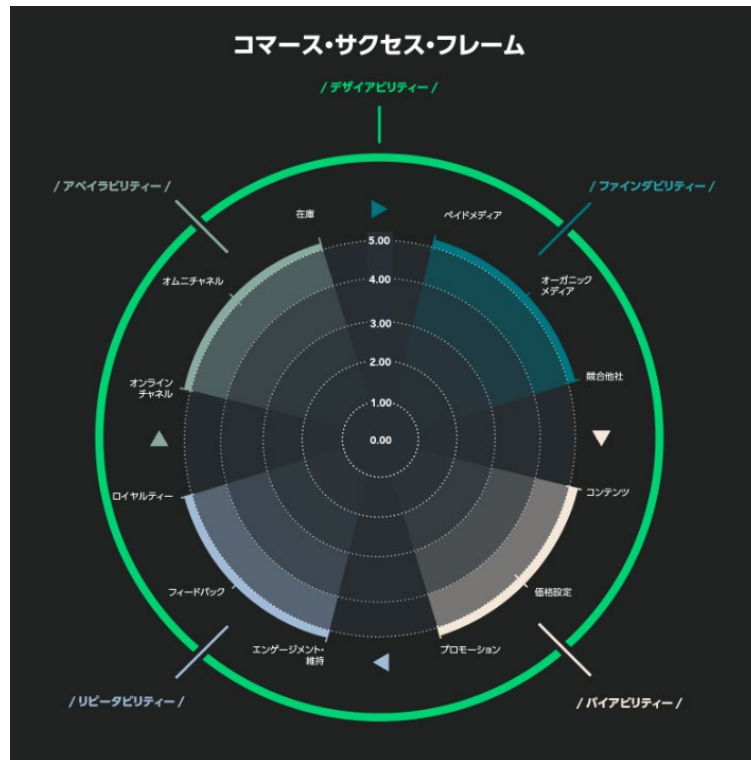 コマース・サクセス・フレーム
/ デザイアビリティー /
/ アベイラビリティー /
/ ファインダビリティー /
在庫
ペイドメディア
オムニチャネル
オーガニック
メディア
オンライン
チャネル
競合他社
5.00
4.00
3.00
2.00
1.00
0.00
ロイヤルティー
コンテンツ
フィードバック
価格設定
エンゲージメント・
維持
プロモーション
/ リピータビリティー /
/ バイアビリティー /